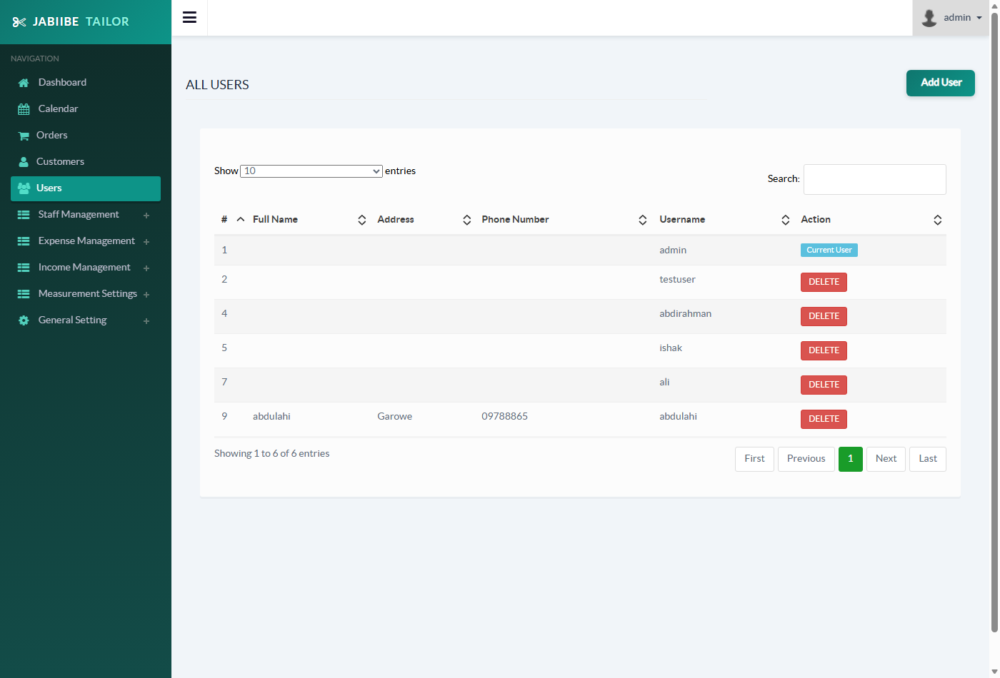 JABIIBE TAILOR
admin
NAVIGATION
Dashboard
Calendar
Orders
Customers
Users
Staff Management +
Expense Management +
Income Management +
Measurement Settings +
General Setting +
ALL USERS
Add User
Show 10 entries
Search:
# Full Name Address Phone Number Username Action
1 admin Current User
2 testuser DELETE
4 abdirahman DELETE
5 ishak DELETE
7 ali DELETE
9 abdulahi Garowe 09788865 abdulahi DELETE
Showing 1 to 6 of 6 entries
First Previous 1 Next Last